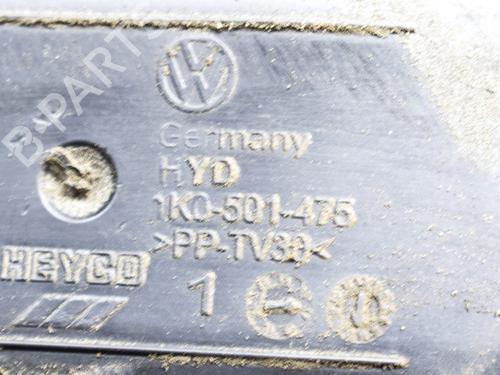 B-PARTS
Germany
HYD
1K0-501-475
>PP-TV30<
HEYCO
1